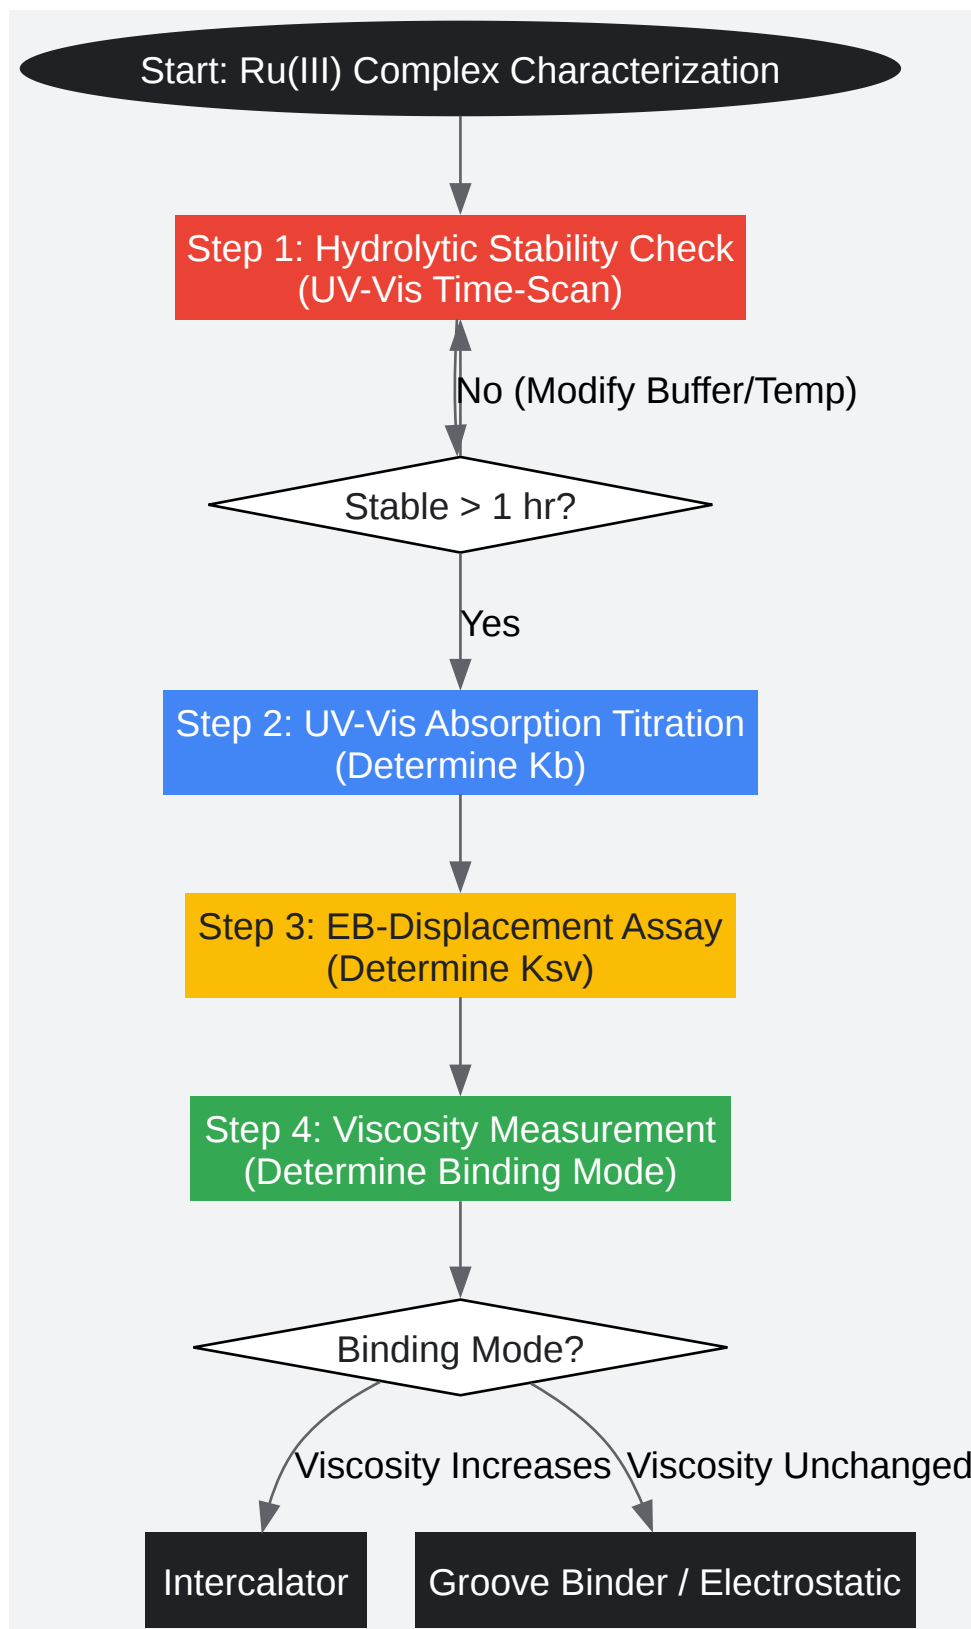 Start: Ru(III) Complex Characterization
Step 1: Hydrolytic Stability Check
(UV-Vis Time-Scan)
No (Modify Buffer/Temp)
Stable > 1 hr?
Yes
Step 2: UV-Vis Absorption Titration
(Determine Kb)
Step 3: EB-Displacement Assay
(Determine Ksv)
Step 4: Viscosity Measurement
(Determine Binding Mode)
Binding Mode?
Viscosity Increases
Viscosity Unchanged
Intercalator
Groove Binder / Electrostatic